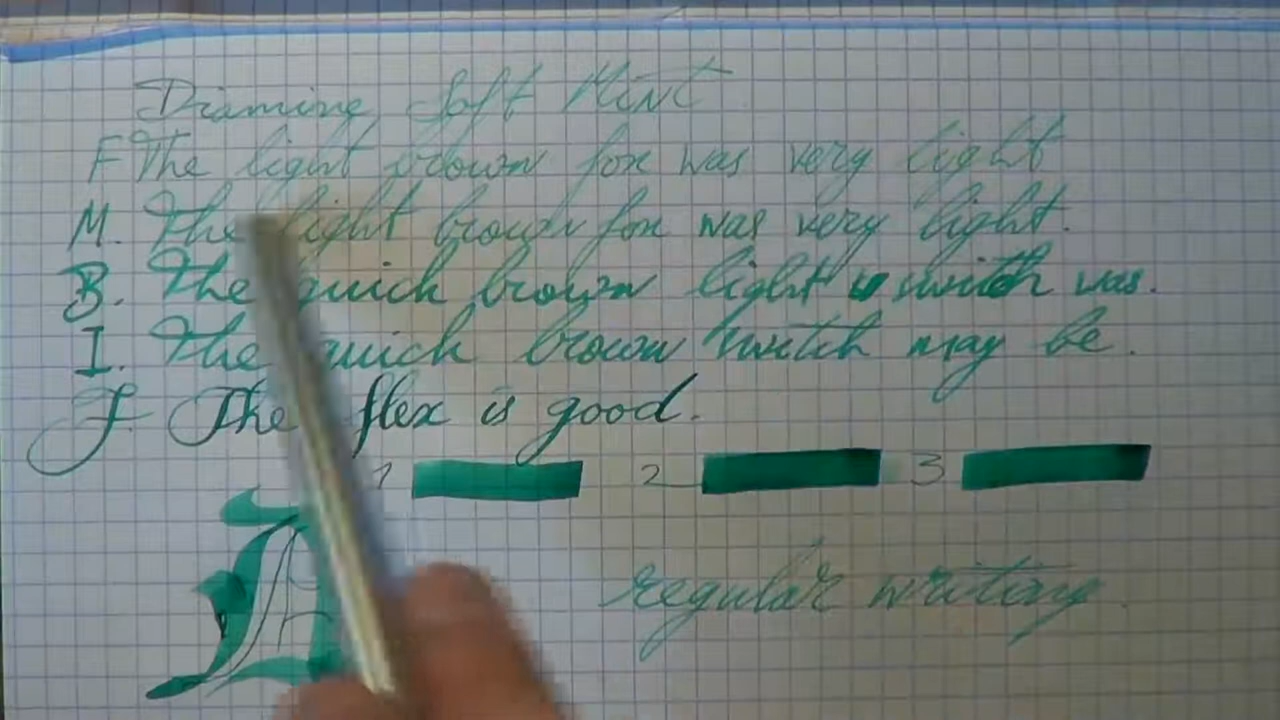 Diamine Soft Mint
F The light brown fox was very light
M. The light brown fox was very light.
B. The quick brown light switch was.
I. The quick brown switch may be.
F. The flex is good.
1 2 3
regular writing.